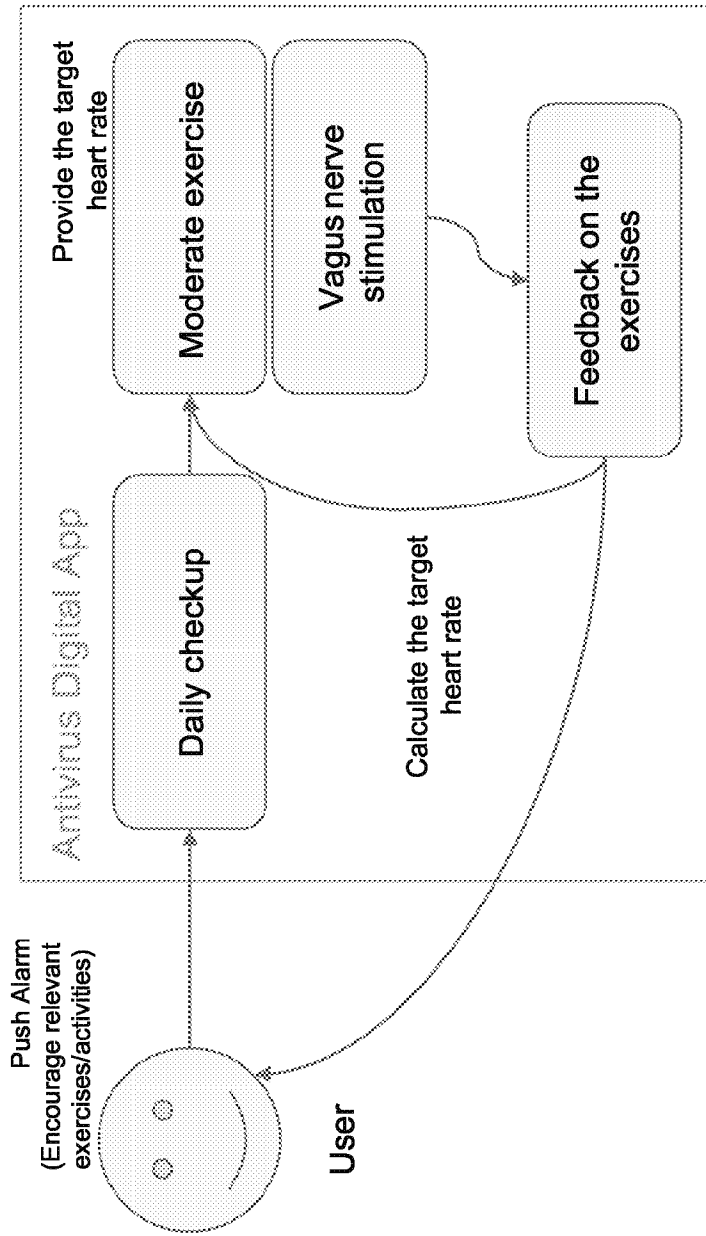 Push Alarm
(Encourage relevant
exercises/activities)
User
Antivirus Digital App
Daily checkup
Provide the target
heart rate
Moderate exercise
Vagus nerve
stimulation
Calculate the target
heart rate
Feedback on the
exercises